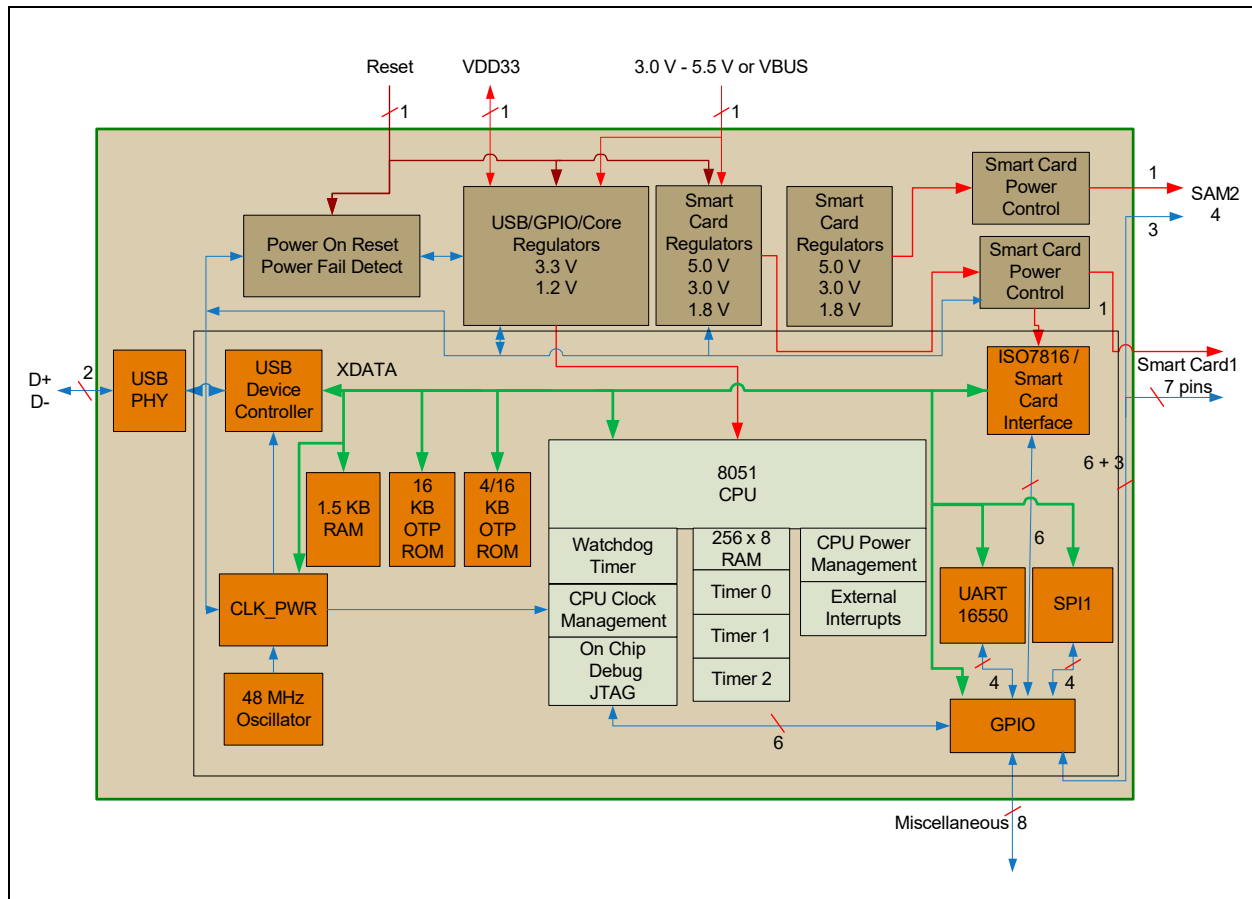 Reset
VDD33
3.0 V - 5.5 V or VBUS
1
1
1
Smart Card
Power
Control
1
SAM2
4
3
Power On Reset
Power Fail Detect
USB/GPIO/Core
Regulators
3.3 V
1.2 V
Smart
Card
Regulators
5.0 V
3.0 V
1.8 V
Smart
Card
Regulators
5.0 V
3.0 V
1.8 V
Smart Card
Power
Control
1
D+
D-
2
USB
PHY
USB
Device
Controller
XDATA
ISO7816 /
Smart
Card
Interface
Smart Card1
7 pins
1.5 KB
RAM
16
KB
OTP
ROM
4/16
KB
OTP
ROM
8051
CPU
6 + 3
6
Watchdog
Timer
256 x 8
RAM
CPU Power
Management
CPU Clock
Management
Timer 0
External
Interrupts
On Chip
Debug
JTAG
Timer 1
Timer 2
CLK_PWR
48 MHz
Oscillator
UART
16550
SPI1
4
4
6
GPIO
Miscellaneous
8